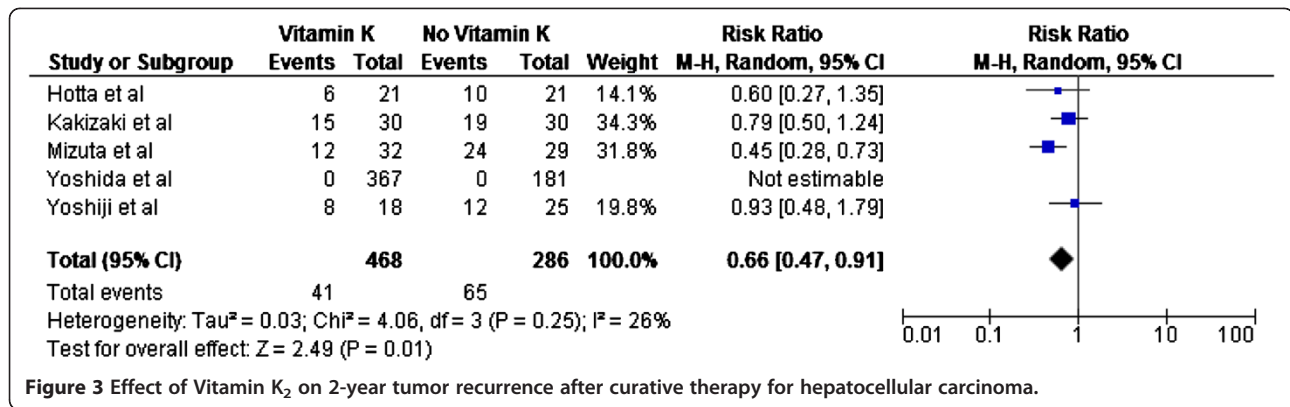 Vitamin K No Vitamin K Risk Ratio Risk Ratio
Study or Subgroup Events Total Events Total Weight M-H, Random, 95% CI M-H, Random, 95% CI
Hotta et al 6 21 10 21 14.1% 0.60 [0.27, 1.35]
Kakizaki et al 15 30 19 30 34.3% 0.79 [0.50, 1.24]
Mizuta et al 12 32 24 29 31.8% 0.45 [0.28, 0.73]
Yoshida et al 0 367 0 181 Not estimable
Yoshiji et al 8 18 12 25 19.8% 0.93 [0.48, 1.79]
Total (95% CI) 468 286 100.0% 0.66 [0.47, 0.91]
Total events 41 65
Heterogeneity: Tau² = 0.03; Chi² = 4.06, df = 3 (P = 0.25); I² = 26%
Test for overall effect: Z = 2.49 (P = 0.01)
0.01 0.1 1 10 100
Figure 3 Effect of Vitamin K₂ on 2-year tumor recurrence after curative therapy for hepatocellular carcinoma.